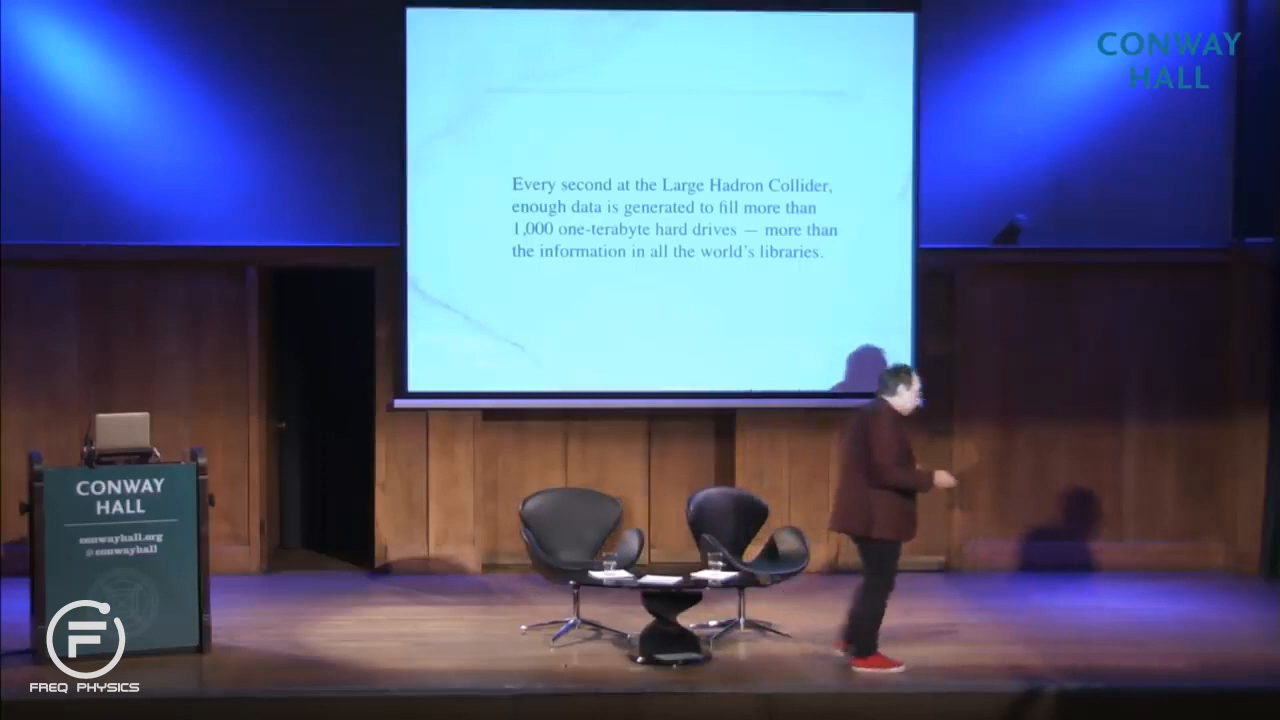 CONWAY
HALL
Every second at the Large Hadron Collider,
enough data is generated to fill more than
1,000 one-terabyte hard drives — more than
the information in all the world's libraries.
CONWAY
HALL
conwayhall.org
@conwayhall
F
FREQ PHYSICS